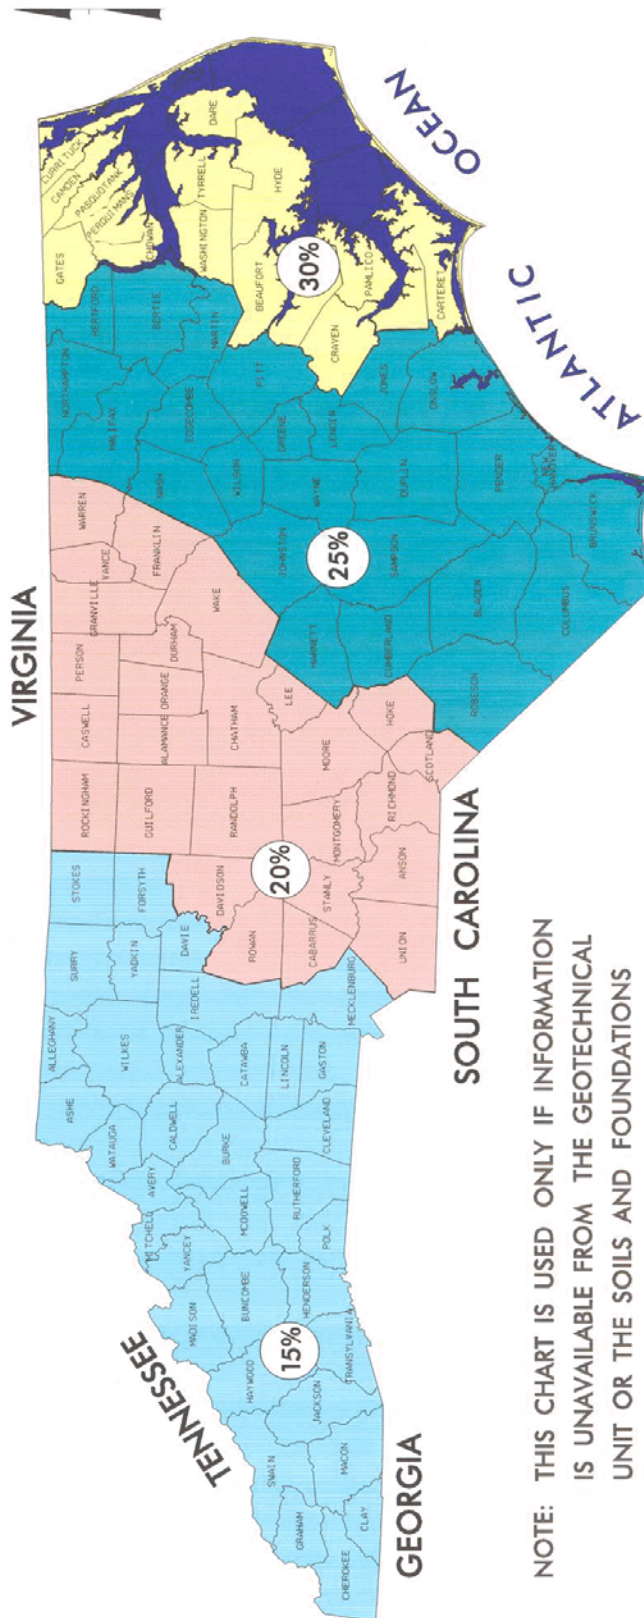 VIRGINIA
TENNESSEE
GEORGIA
SOUTH CAROLINA
ATLANTIC OCEAN
15%
20%
25%
30%
CHEROKEE
GRAHAM
CLAY
SWAIN
MACON
JACKSON
HAYWOOD
TRANSYLVANIA
MADISON
BUNCOMBE
HENDERSON
YANCEY
MITCHELL
AVERY
MCDOWELL
RUTHERFORD
POLK
ASHE
WATAUGA
CALDWELL
BURKE
CLEVELAND
ALLEGHANY
WILKES
ALEXANDER
CATAWBA
LINCOLN
GASTON
SURRY
YADKIN
IREDELL
DAVIE
MECKLENBURG
STOKES
FORSYTH
DAVIDSON
ROWAN
CABARRUS
STANLY
UNION
ANSON
ROCKINGHAM
GUILFORD
RANDOLPH
MONTGOMERY
RICHMOND
CASWELL
ALAMANCE
CHATHAM
MOORE
SCOTLAND
HOKE
PERSON
ORANGE
DURHAM
LEE
GRANVILLE
VANCE
WAKE
WARREN
FRANKLIN
HARNETT
CUMBERLAND
ROBESON
JOHNSTON
SAMPSON
BLADEN
COLUMBUS
BRUNSWICK
NEW
HANOVER
PENDER
NORTHAMPTON
HALIFAX
NASH
EDGECOMBE
WILSON
WAYNE
DUPLIN
GREENE
LENOIR
PITT
JONES
ONSLOW
HERTFORD
BERTIE
MARTIN
GATES
CURRITUCK
CAMDEN
PASQUOTANK
PERQUIMANS
CHOWAN
WASHINGTON
TYRRELL
DARE
BEAUFORT
HYDE
CRAVEN
PAMLICO
CARTERET
NOTE: THIS CHART IS USED ONLY IF INFORMATION
IS UNAVAILABLE FROM THE GEOTECHNICAL
UNIT OR THE SOILS AND FOUNDATIONS